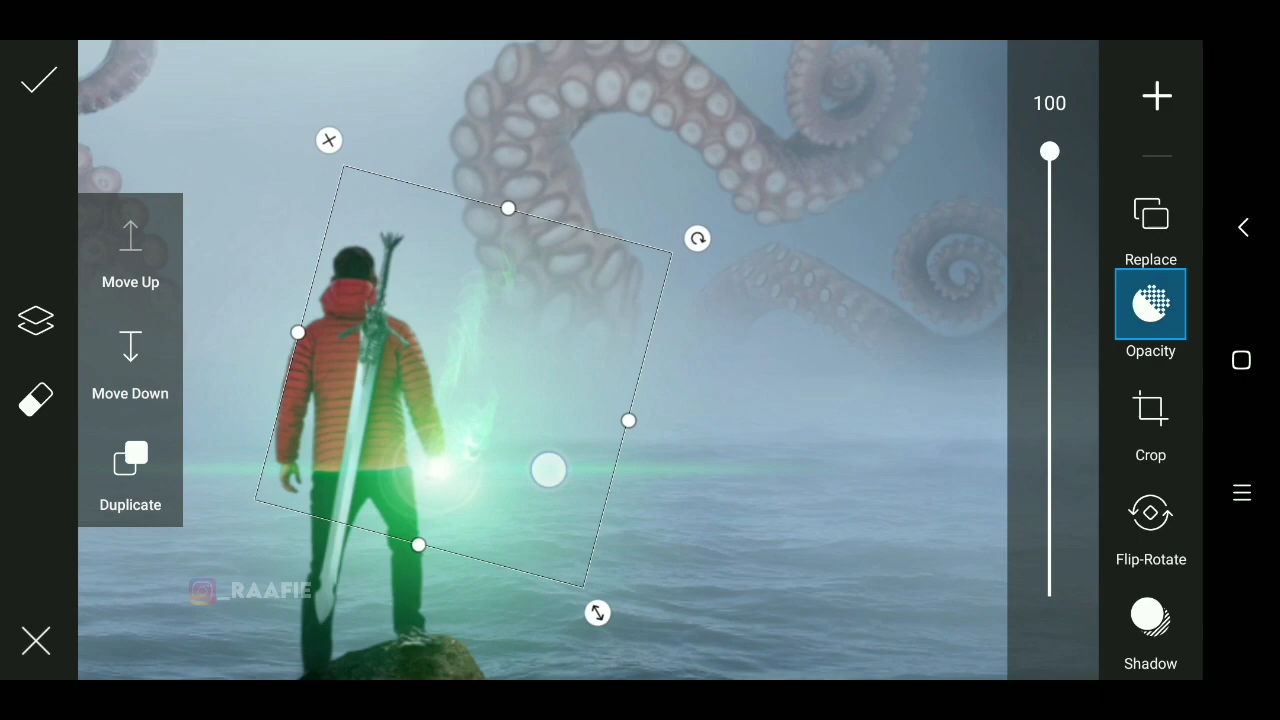 100
Move Up
Move Down
Duplicate
Replace
Opacity
Crop
Flip-Rotate
Shadow
_RAAFIE